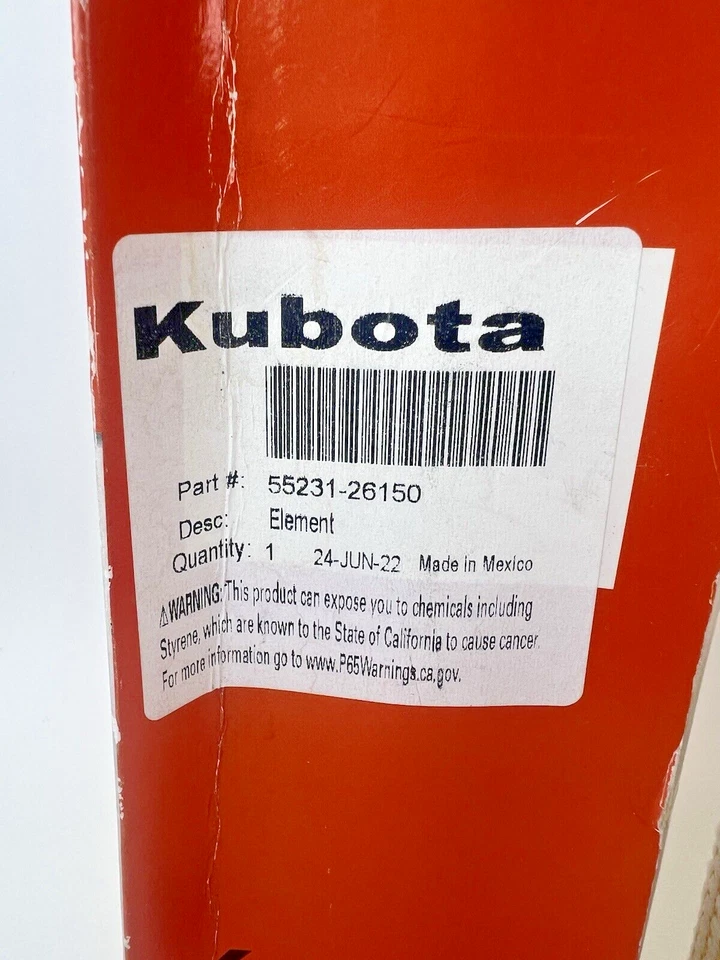 Kubota
Part #: 55231-26150
Desc: Element
Quantity: 1 24-JUN-22 Made in Mexico
⚠WARNING: This product can expose you to chemicals including
Styrene, which are known to the State of California to cause cancer.
For more information go to www.P65Warnings.ca.gov.